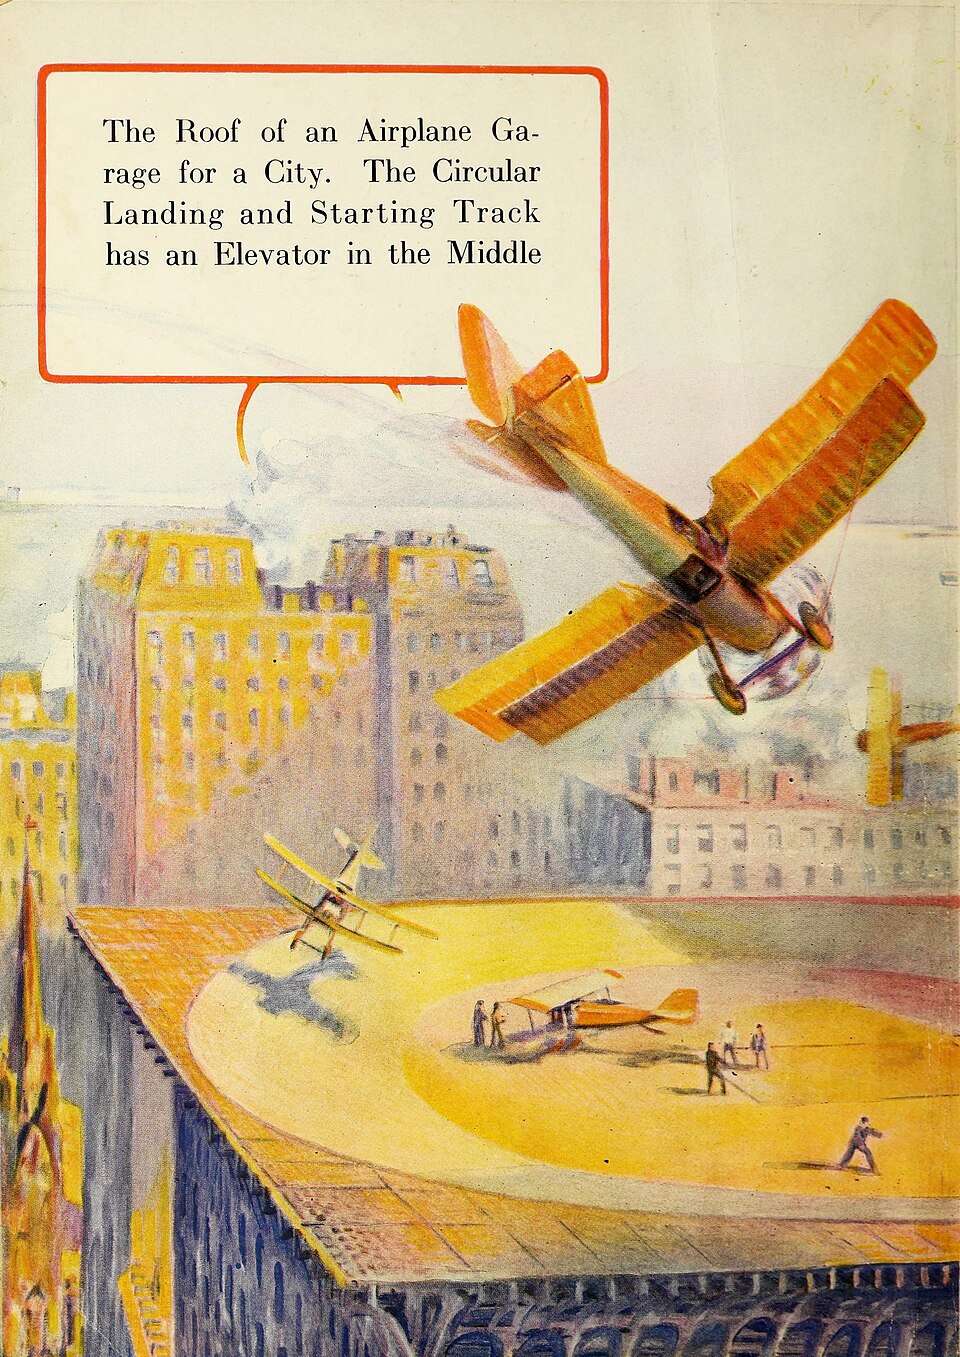 The Roof of an Airplane Ga-
rage for a City. The Circular
Landing and Starting Track
has an Elevator in the Middle